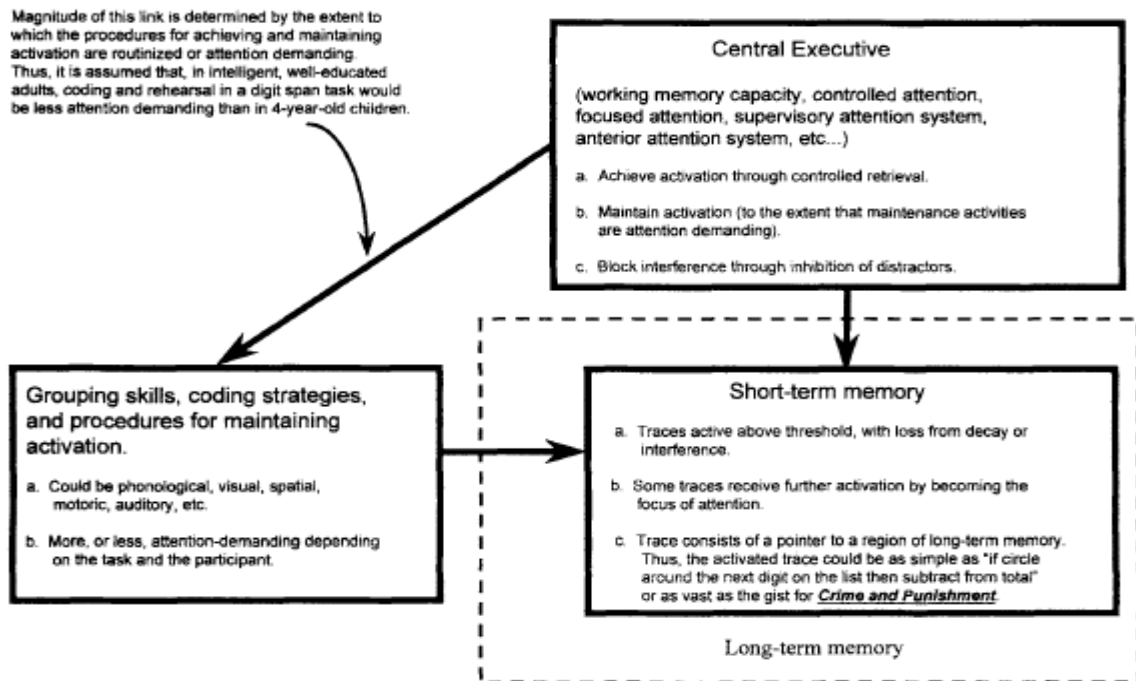 Magnitude of this link is determined by the extent to
which the procedures for achieving and maintaining
activation are routinized or attention demanding.
Thus, it is assumed that, in intelligent, well-educated
adults, coding and rehearsal in a digit span task would
be less attention demanding than in 4-year-old children.
Central Executive
(working memory capacity, controlled attention,
focused attention, supervisory attention system,
anterior attention system, etc...)
a. Achieve activation through controlled retrieval.
b. Maintain activation (to the extent that maintenance activities
are attention demanding).
c. Block interference through inhibition of distractors.
Grouping skills, coding strategies,
and procedures for maintaining
activation.
a. Could be phonological, visual, spatial,
motoric, auditory, etc.
b. More, or less, attention-demanding depending
on the task and the participant.
Short-term memory
a. Traces active above threshold, with loss from decay or
interference.
b. Some traces receive further activation by becoming the
focus of attention.
c. Trace consists of a pointer to a region of long-term memory.
Thus, the activated trace could be as simple as "if circle
around the next digit on the list then subtract from total"
or as vast as the gist for Crime and Punishment.
Long-term memory